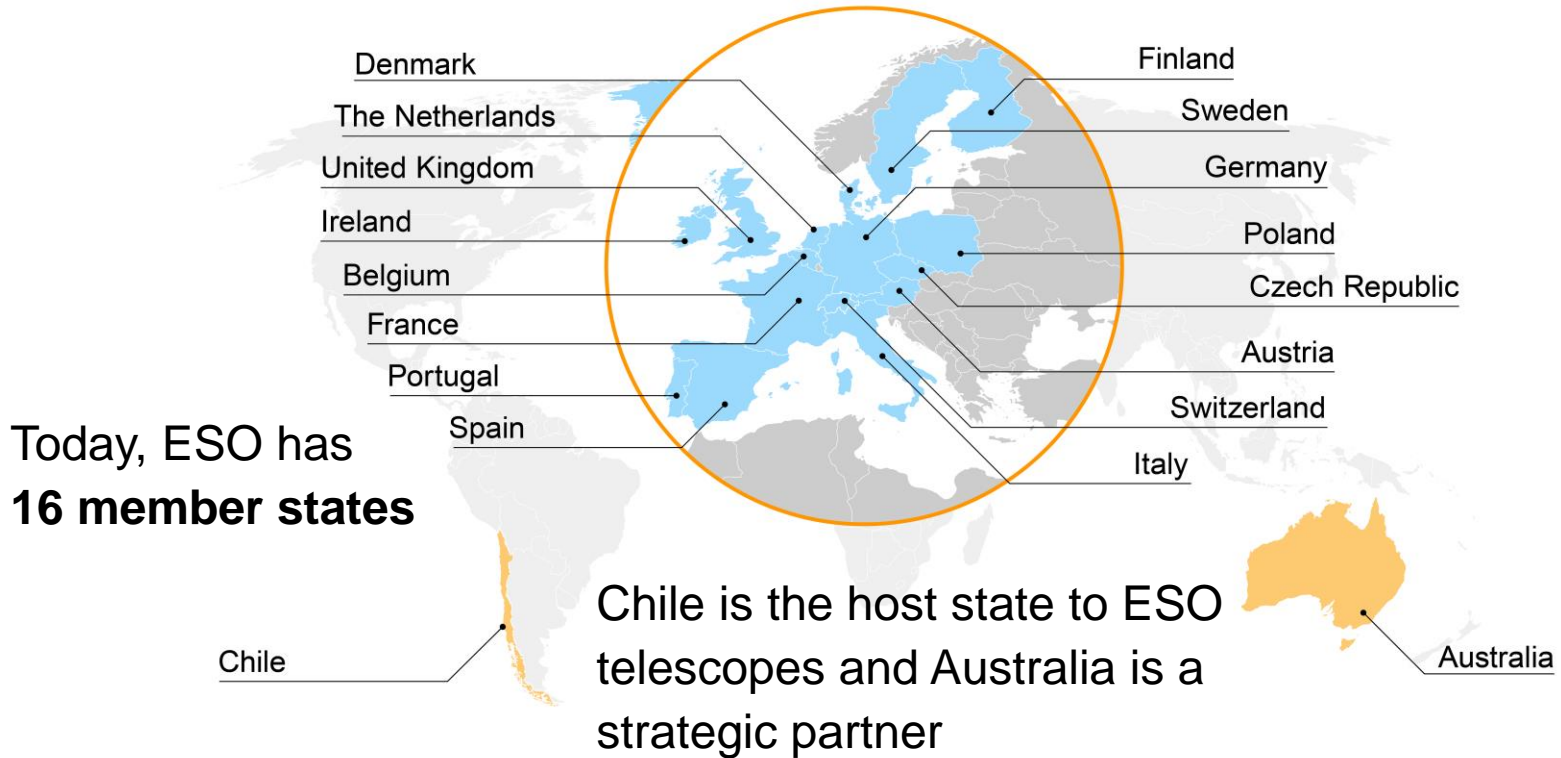 Denmark
The Netherlands
United Kingdom
Ireland
Belgium
France
Portugal
Spain
Finland
Sweden
Germany
Poland
Czech Republic
Austria
Switzerland
Italy
Today, ESO has
16 member states
Chile
Chile is the host state to ESO
telescopes and Australia is a
strategic partner
Australia